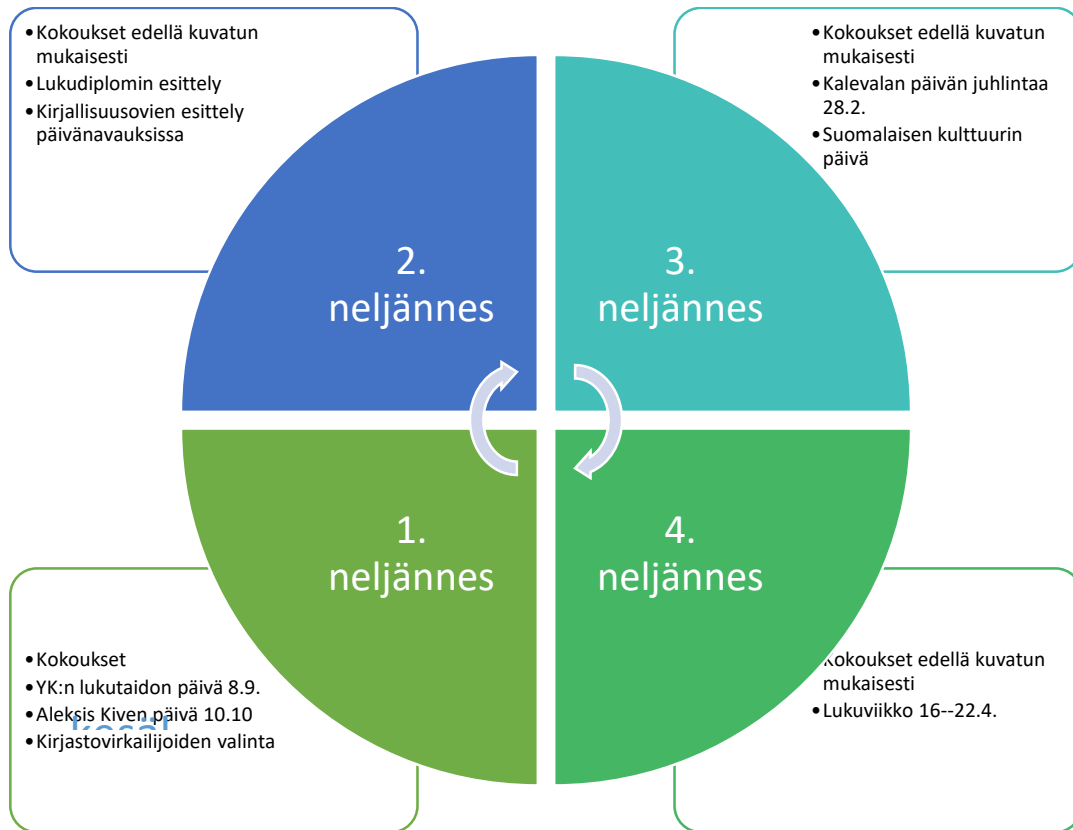 •Kokoukset edellä kuvatun
mukaisesti
•Lukudiplomin esittely
•Kirjallisuusovien esittely
päivänavauksissa
•Kokoukset edellä kuvatun
mukaisesti
•Kalevalan päivän juhlintaa
28.2.
•Suomalaisen kulttuurin
päivä
2.
neljännes
3.
neljännes
1.
neljännes
4.
neljännes
•Kokoukset
•YK:n lukutaidon päivä 8.9.
•Aleksis Kiven päivä 10.10
•Kirjastovirkailijoiden valinta
Kokoukset edellä kuvatun
mukaisesti
•Lukuviikko 16--22.4.